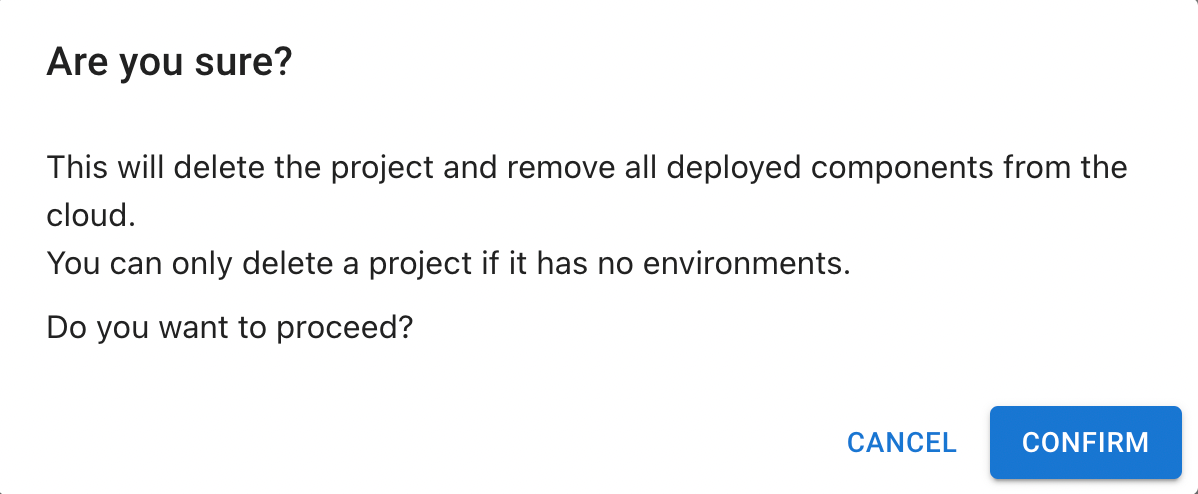 Are you sure?
This will delete the project and remove all deployed components from the
cloud.
You can only delete a project if it has no environments.
Do you want to proceed?
CANCEL
CONFIRM